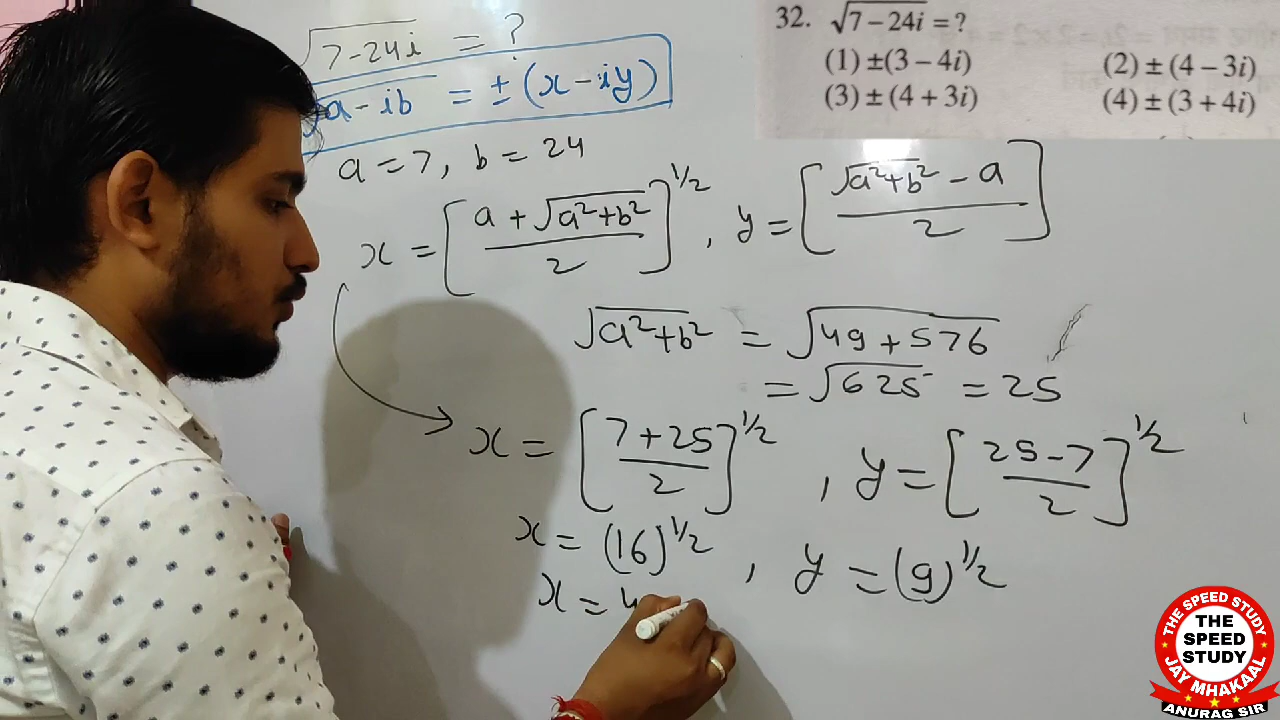 √7-24i = ?
√a-ib = ±(x-iy)
a = 7, b = 24
x = [(a + √a²+b²)/2]^1/2, y = [(√a²+b² - a)/2]
√a²+b² = √49+576
= √625 = 25
x = [(7+25)/2]^1/2, y = [(25-7)/2]^1/2
x = (16)^1/2, y = (9)^1/2
x = 4
32. √7-24i = ?
(1) ±(3 – 4i) (2) ± (4 – 3i)
(3) ± (4 + 3i) (4) ± (3 + 4i)
THE SPEED STUDY
THE
SPEED
STUDY
JAY MHAKAAL
ANURAG SIR